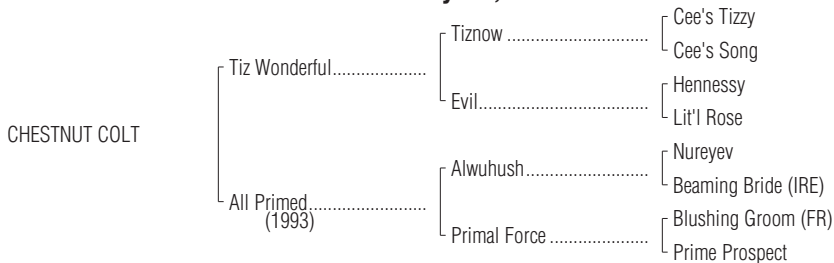 Cee's Tizzy
Tiznow
Cee's Song
Tiz Wonderful
Hennessy
Evil
Lit'l Rose
CHESTNUT COLT
Nureyev
Alwuhush
Beaming Bride (IRE)
All Primed
(1993)
Blushing Groom (FR)
Primal Force
Prime Prospect